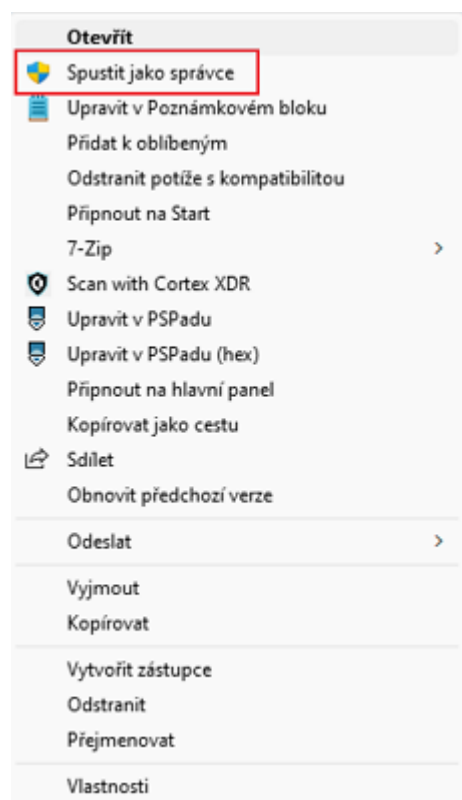 Otevřít
Spustit jako správce
Upravit v Poznámkovém bloku
Přidat k oblíbeným
Odstranit potíže s kompatibilitou
Připnout na Start
7-Zip
Scan with Cortex XDR
Upravit v PSPadu
Upravit v PSPadu (hex)
Připnout na hlavní panel
Kopírovat jako cestu
Sdílet
Obnovit předchozí verze
Odeslat
Vyjmout
Kopírovat
Vytvořit zástupce
Odstranit
Přejmenovat
Vlastnosti